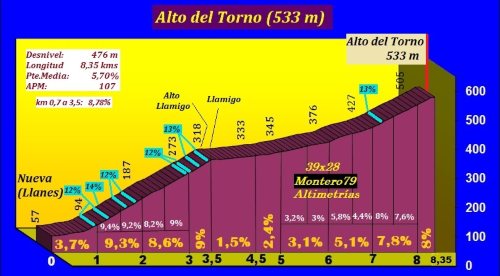 Alto del Torno (533 m)
Desnivel: 476 m
Longitud 8,35 kms
Pte.Media: 5,70%
APM: 107
km 0,7 a 3,5: 8,78%
Alto del Torno
533 m
Alto
Llamigo
Llamigo
Nueva
(Llanes)
57
94
187
273
318
333
345
376
427
505
12%
14%
12%
12%
13%
13%
600
500
400
300
200
100
0
39x28
Montero79
Altimetrías
9,4% 9,2% 8,2% 9%
3,2% 3% 5,8% 4,4% 8% 7,6%
3,7% 9,3% 8,6% 9% 1,5% 2,4% 3,1% 5,1% 7,8% 8%
0 1 2 3 3,5 4,5 5 6 7 8 8,35